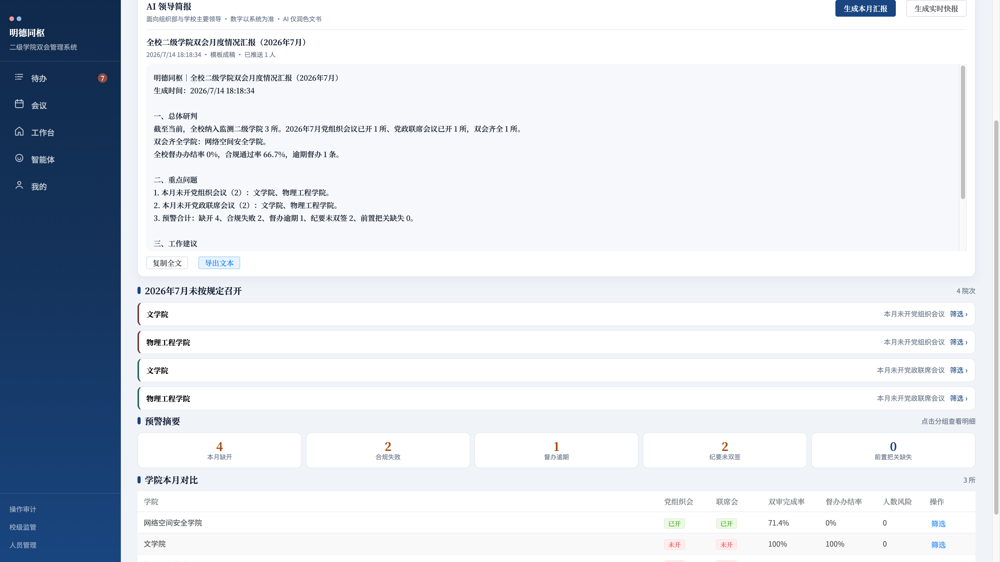 明德同枢
二级学院双会管理系统
待办 7
会议
工作台
智能体
我的
操作审计
校级监管
人员管理
AI 领导简报
面向组织部与学校主要领导 · 数字以系统为准 · AI 仅润色文书
生成本月汇报 生成实时快报
全校二级学院双会月度情况汇报（2026年7月）
2026/7/14 18:18:34 · 模板成稿 · 已推送 1 人
明德同枢｜全校二级学院双会月度情况汇报（2026年7月）
生成时间：2026/7/14 18:18:34
一、总体研判
截至当前，全校纳入监测二级学院 3 所。2026年7月党组织会议已开 1 所、党政联席会议已开 1 所，双会齐全 1 所。
双会齐全学院：网络空间安全学院。
全校督办办结率 0%，合规通过率 66.7%，逾期督办 1 条。
二、重点问题
1. 本月未开党组织会议（2）：文学院、物理工程学院。
2. 本月未开党政联席会议（2）：文学院、物理工程学院。
3. 预警合计：缺开 4、合规失败 2、督办逾期 1、纪要未双签 2、前置把关缺失 0。
三、工作建议
复制全文 导出文本
2026年7月未按规定召开 4 院次
文学院 本月未开党组织会议 筛选 ›
物理工程学院 本月未开党组织会议 筛选 ›
文学院 本月未开党政联席会议 筛选 ›
物理工程学院 本月未开党政联席会议 筛选 ›
预警摘要 点击分组查看明细
4 2 1 2 0
本月缺开 合规失败 督办逾期 纪要未双签 前置把关缺失
学院本月对比 3 所
学院 党组织会 联席会 双审完成率 督办办结率 人数风险 操作
网络空间安全学院 已开 已开 71.4% 0% 0 筛选
文学院 未开 未开 100% 100% 0 筛选